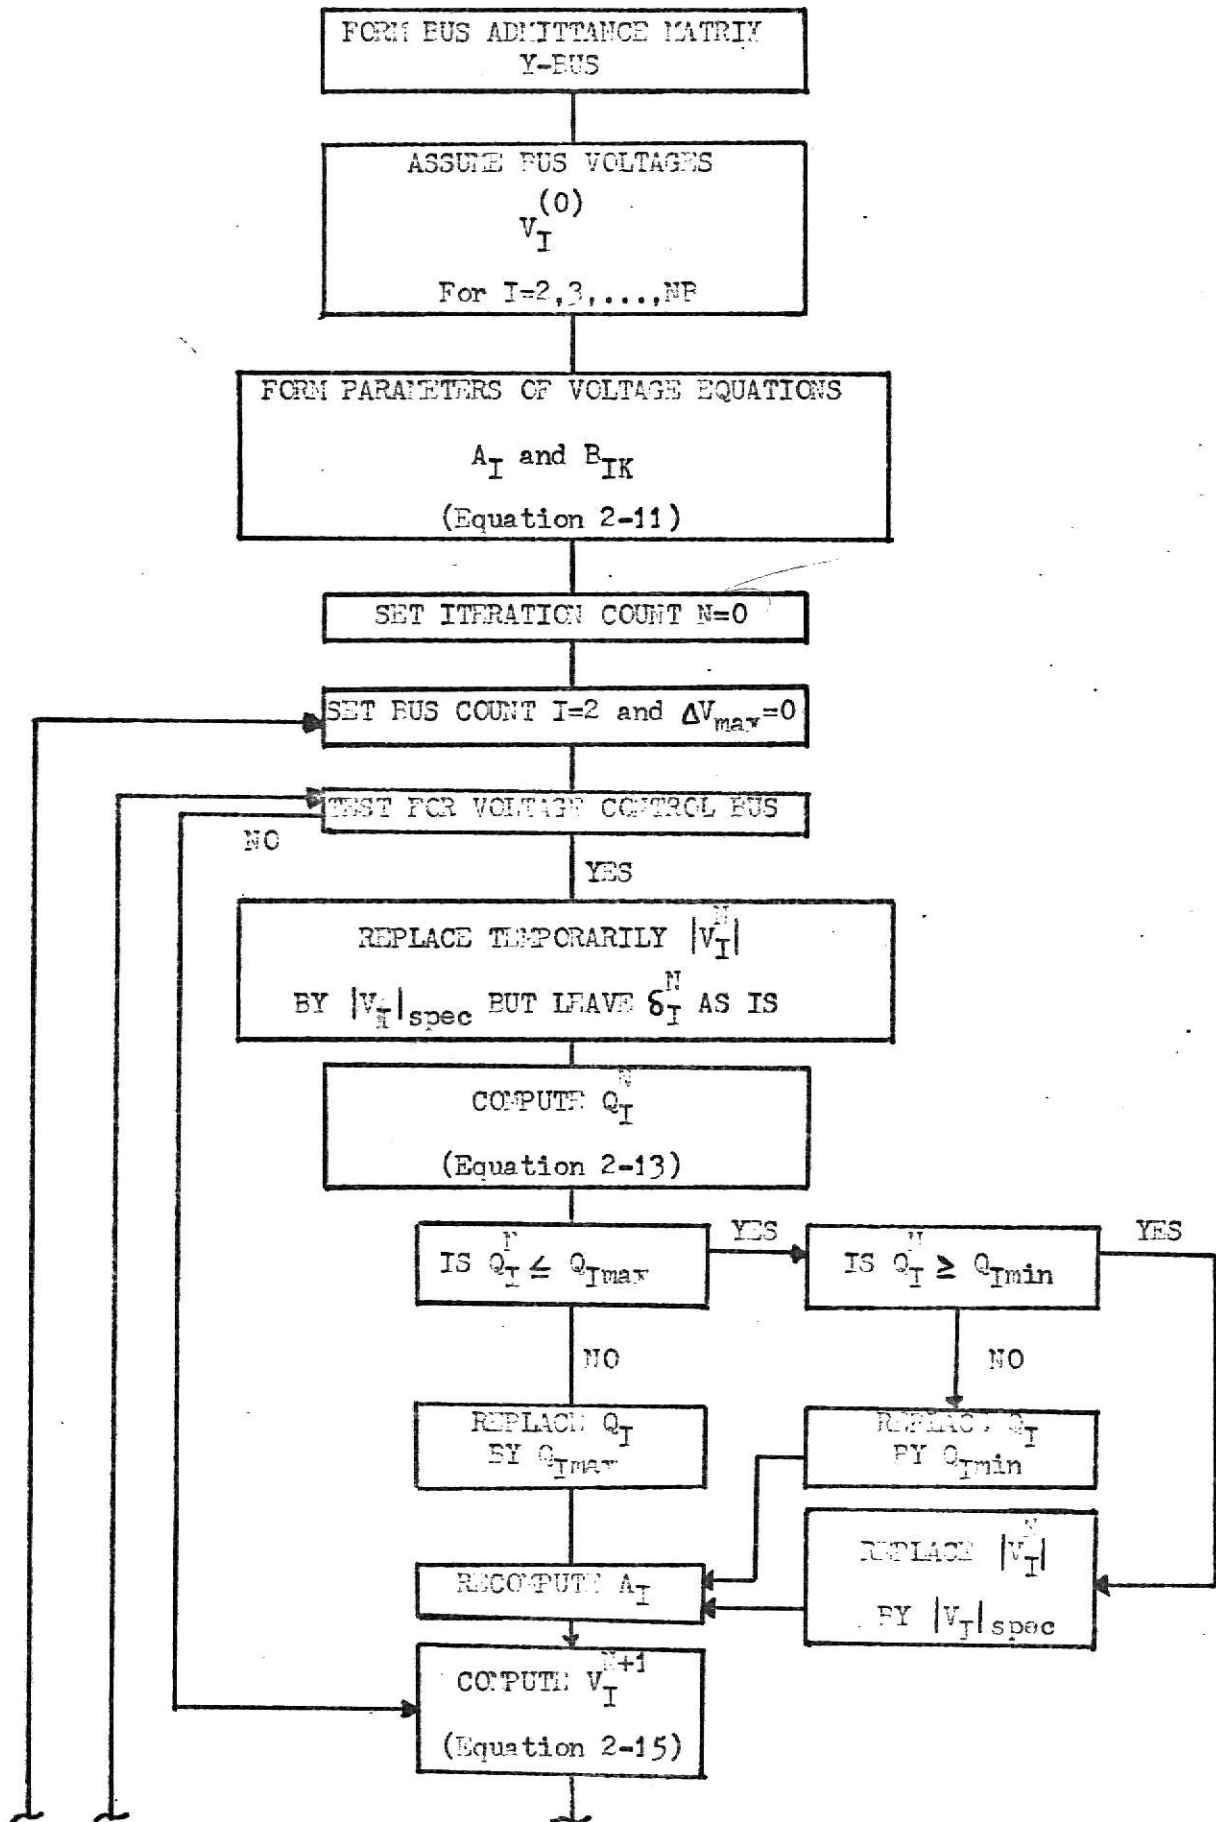 FORM BUS ADMITTANCE MATRIX
Y-BUS
ASSUME BUS VOLTAGES
V_I^(0)
For I=2,3,...,NB
FORM PARAMETERS OF VOLTAGE EQUATIONS
A_I and B_IK
(Equation 2-11)
SET ITERATION COUNT N=0
SET BUS COUNT I=2 and ΔV_max=0
TEST FOR VOLTAGE CONTROL BUS
NO
YES
REPLACE TEMPORARILY |V_I^N|
BY |V_I|spec BUT LEAVE δ_I^N AS IS
COMPUTE Q_I^N
(Equation 2-13)
IS Q_I^N ≤ Q_Imax
YES
IS Q_I^N ≥ Q_Imin
YES
NO
NO
REPLACE Q_I
BY Q_Imax
REPLACE Q_I
BY Q_Imin
REPLACE |V_I^N|
BY |V_I|spec
RECOMPUTE A_I
COMPUTE V_I^N+1
(Equation 2-15)